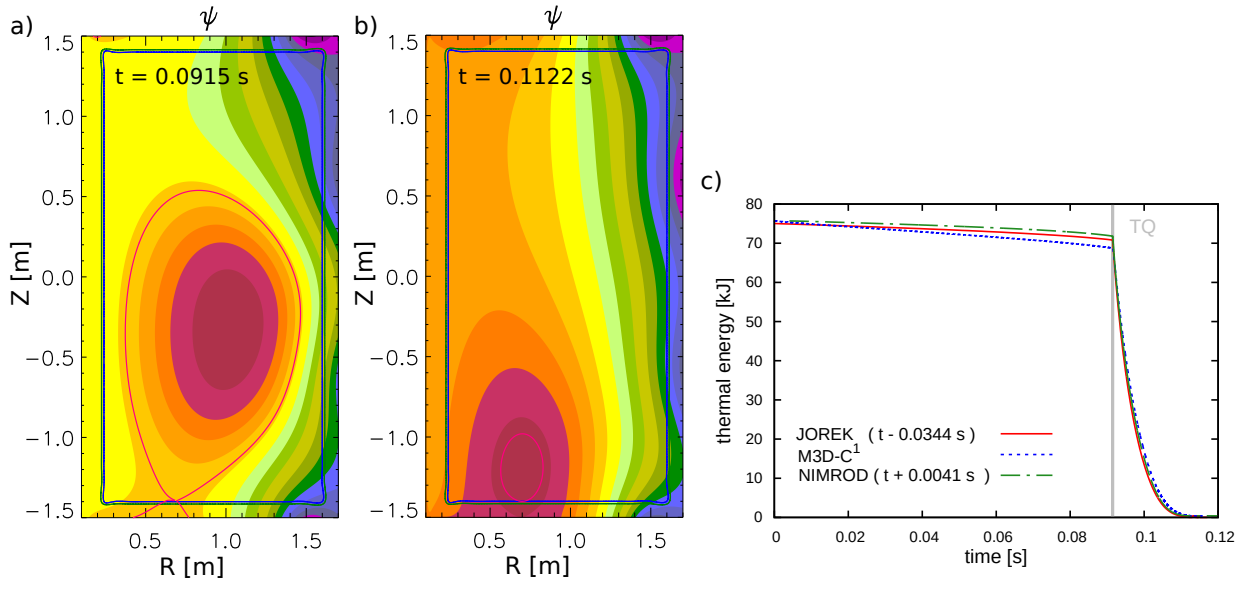 a)
ψ
t = 0.0915 s
1.5
1.0
0.5
0.0
−0.5
−1.0
−1.5
Z [m]
0.5 1.0 1.5
R [m]
b)
ψ
t = 0.1122 s
1.5
1.0
0.5
0.0
−0.5
−1.0
−1.5
Z [m]
0.5 1.0 1.5
R [m]
c)
80
70
60
50
40
30
20
10
0
thermal energy [kJ]
TQ
JOREK ( t - 0.0344 s )
M3D-C¹
NIMROD ( t + 0.0041 s )
0 0.02 0.04 0.06 0.08 0.1 0.12
time [s]